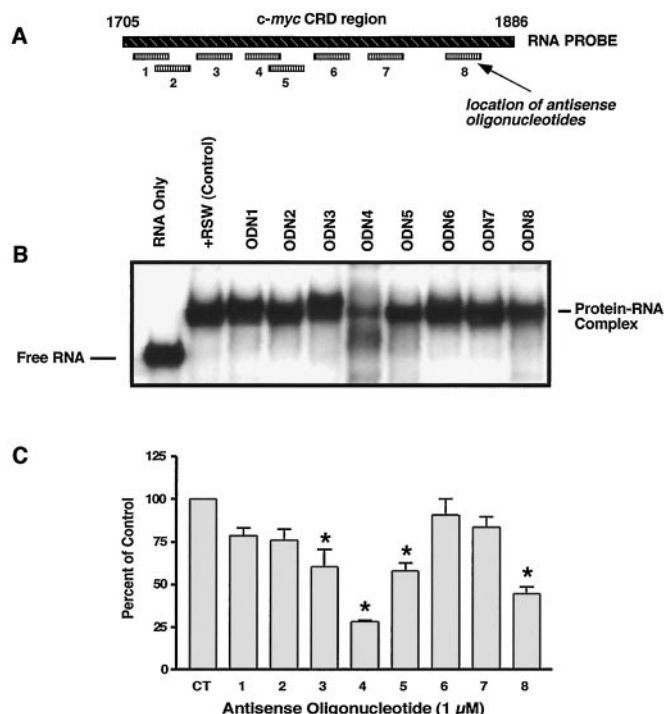 A
1705
c-myc CRD region
1886
RNA PROBE
1
2
3
4
5
6
7
8
location of antisense
oligonucleotides
B
RNA Only
+RSW (Control)
ODN1
ODN2
ODN3
ODN4
ODN5
ODN6
ODN7
ODN8
Free RNA
Protein-RNA
Complex
C
Percent of Control
125
100
75
50
25
0
*
*
*
*
CT
1
2
3
4
5
6
7
8
Antisense Oligonucleotide (1 µM)